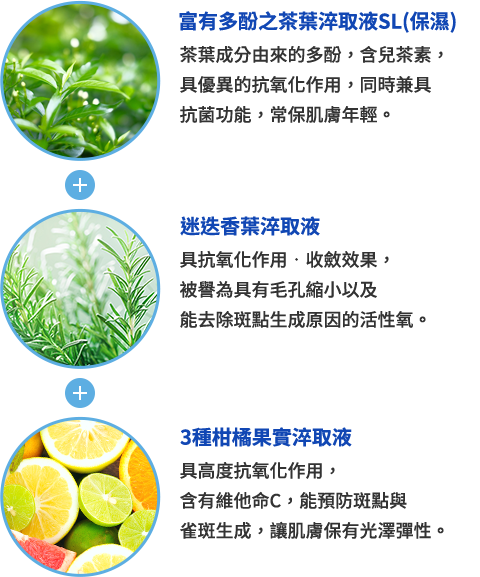 富有多酚之茶葉淬取液SL(保濕)
茶葉成分由來的多酚，含兒茶素，
具優異的抗氧化作用，同時兼具
抗菌功能，常保肌膚年輕。
迷迭香葉淬取液
具抗氧化作用‧收斂效果，
被譽為具有毛孔縮小以及
能去除斑點生成原因的活性氧。
3種柑橘果實淬取液
具高度抗氧化作用，
含有維他命C，能預防斑點與
雀斑生成，讓肌膚保有光澤彈性。